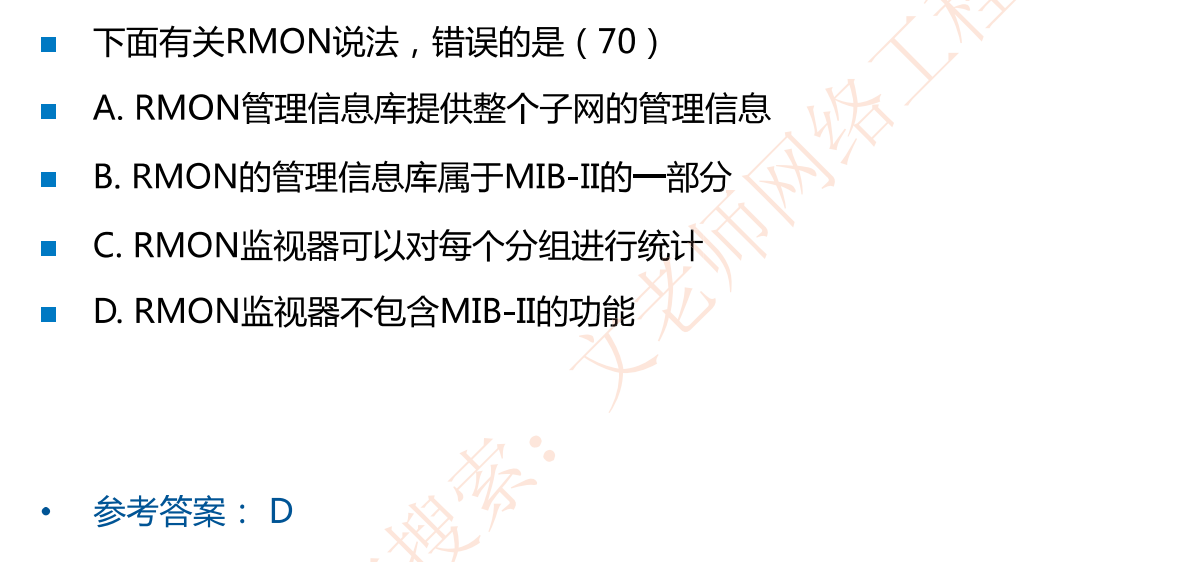 下面有关RMON说法，错误的是（70）
A. RMON管理信息库提供整个子网的管理信息
B. RMON的管理信息库属于MIB-II的一部分
C. RMON监视器可以对每个分组进行统计
D. RMON监视器不包含MIB-II的功能
参考答案： D
搜索：文老师网络工程